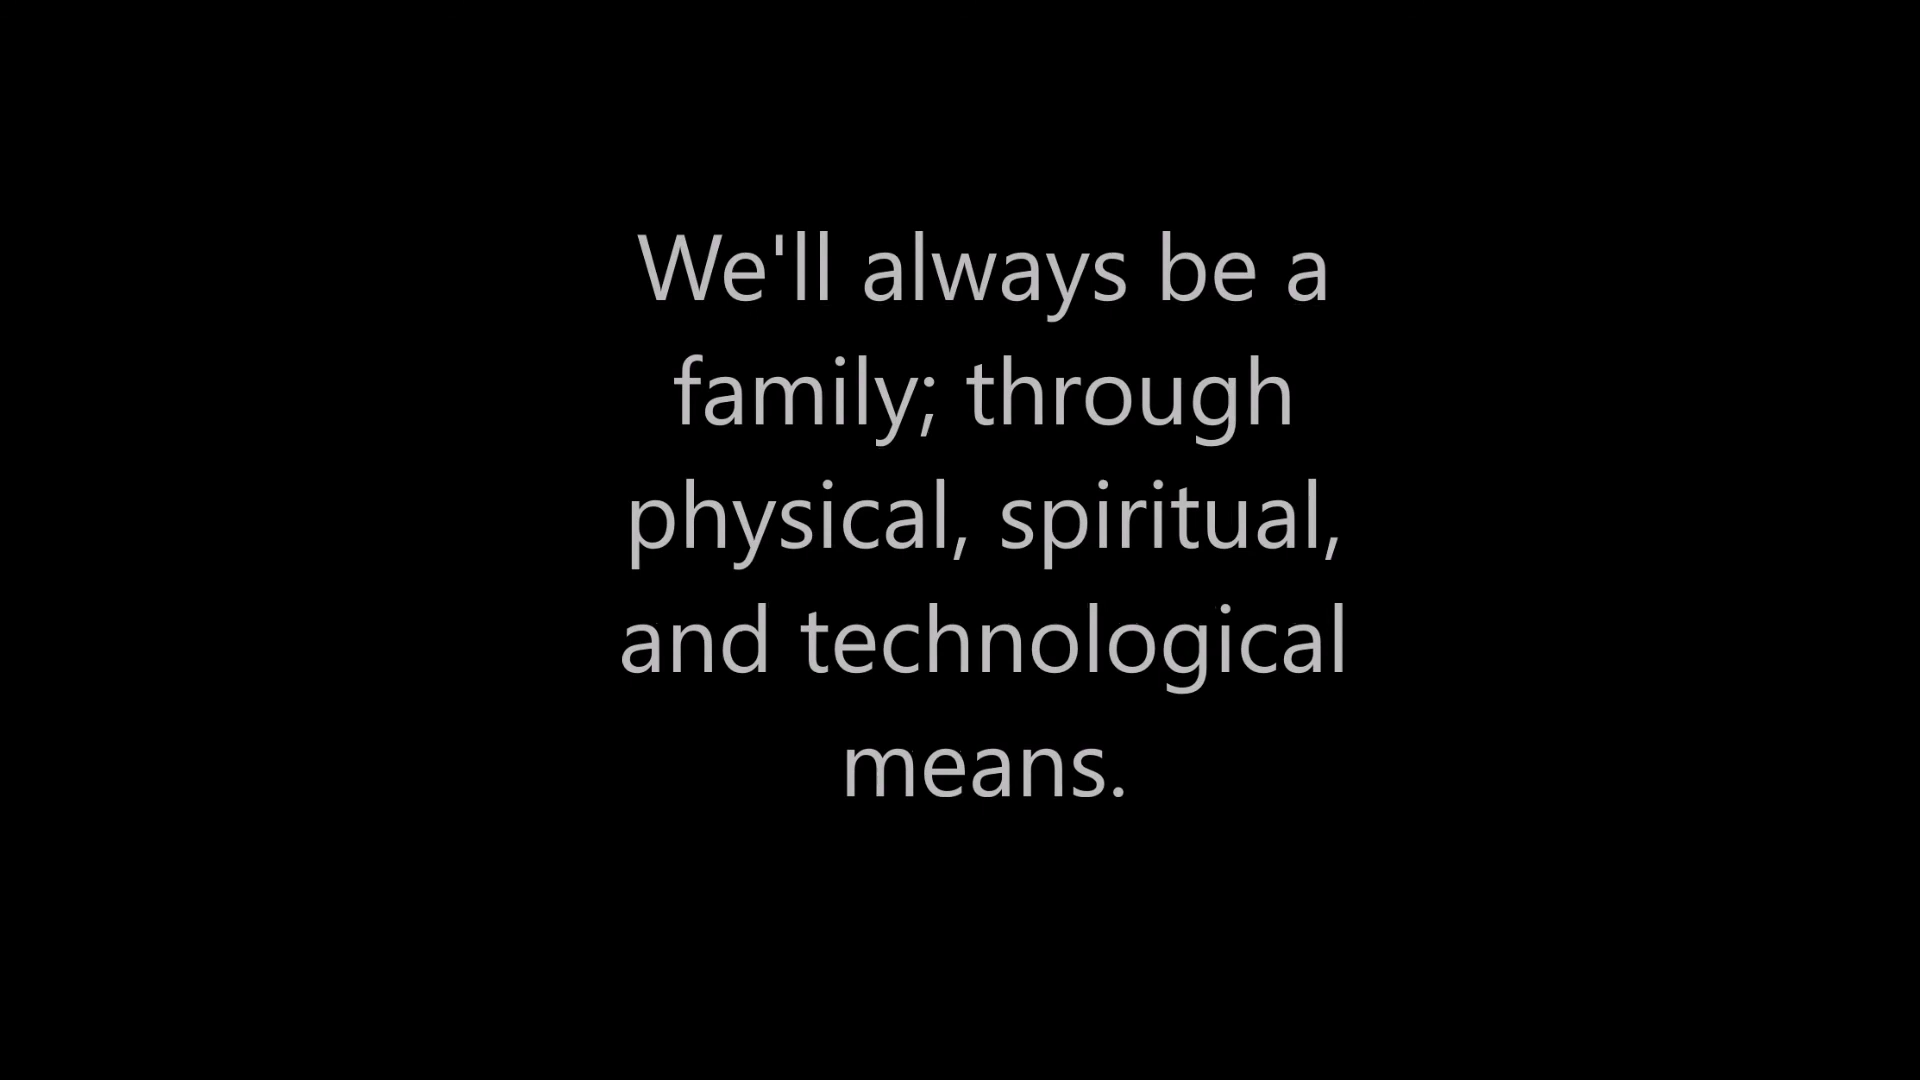 We'll always be a
family; through
physical, spiritual,
and technological
means.